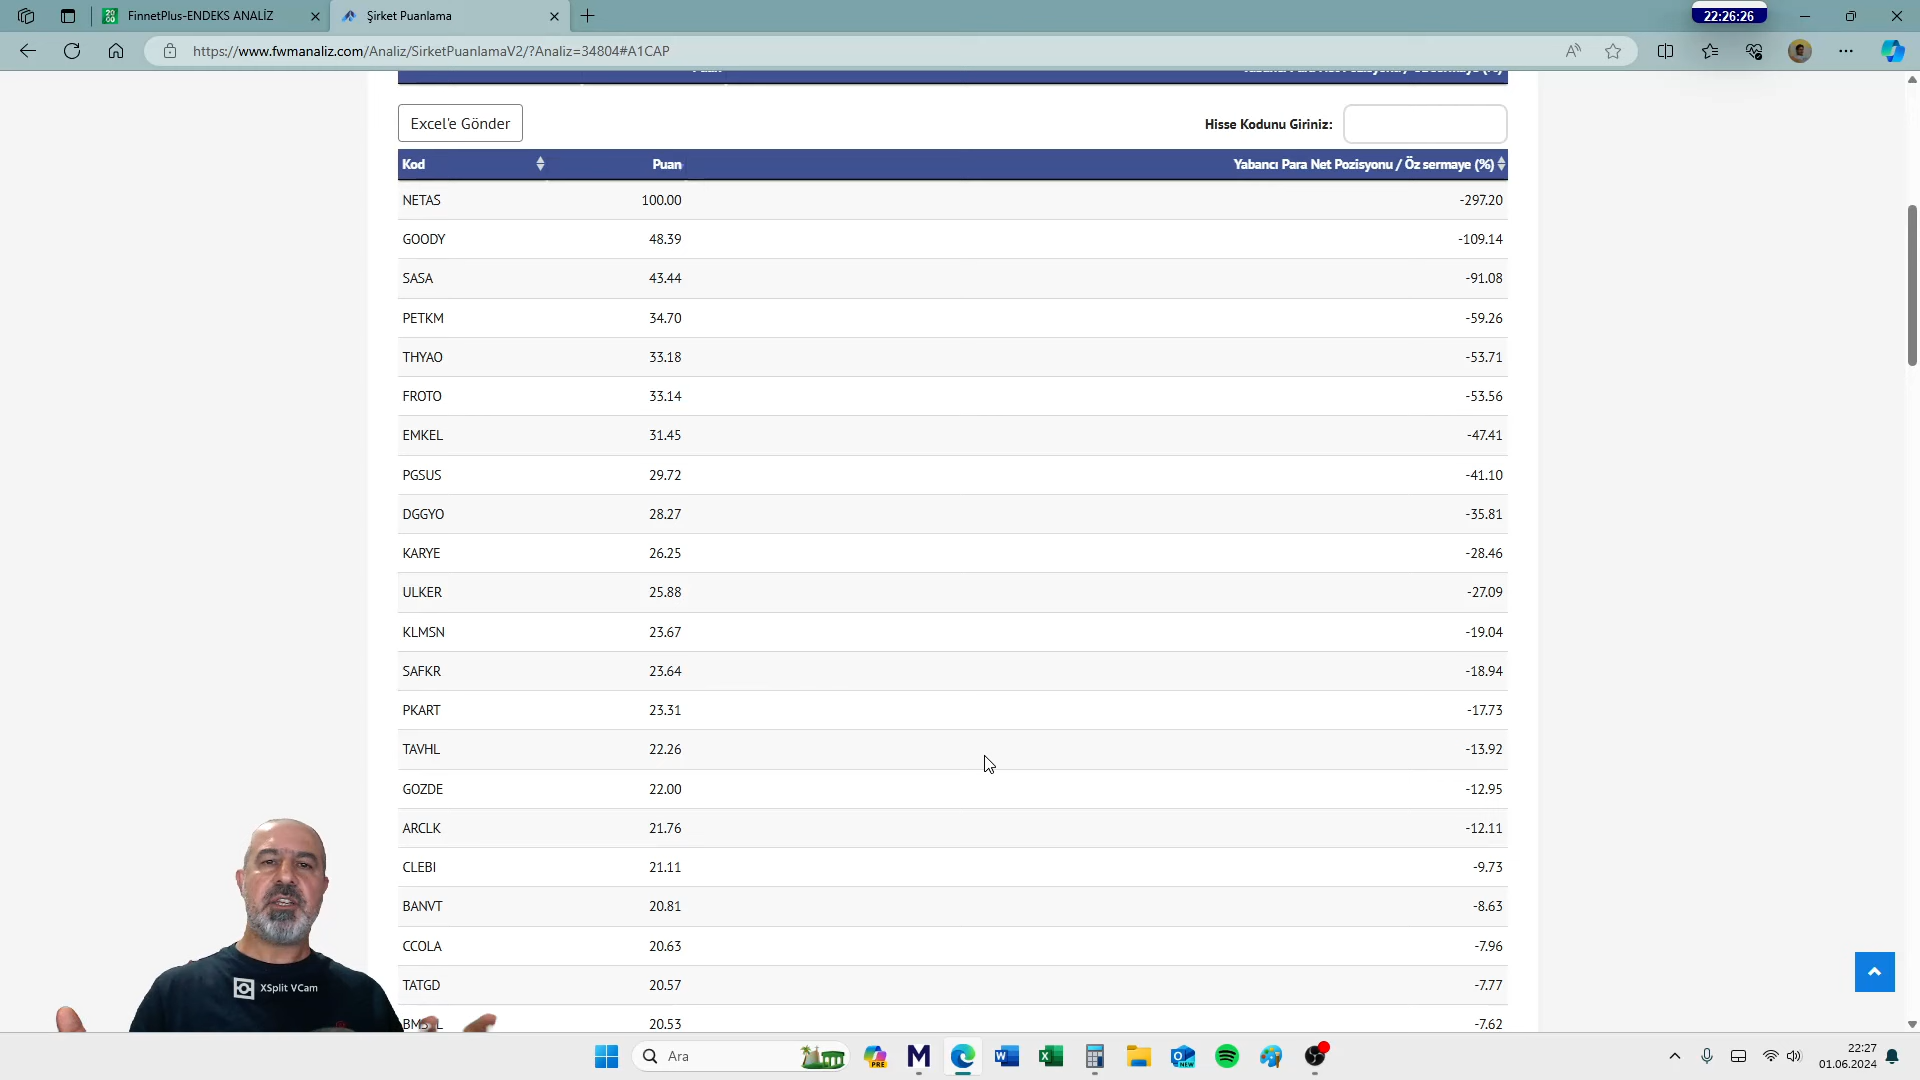 FinnetPlus-ENDEKS ANALİZ
Şirket Puanlama
22:26:26
https://www.fwmanaliz.com/Analiz/SirketPuanlamaV2/?Analiz=34804#A1CAP
Yabancı Para Net Pozisyonu / Öz sermaye (%)
Excel'e Gönder
Hisse Kodunu Giriniz:
Kod Puan Yabancı Para Net Pozisyonu / Öz sermaye (%)
NETAS 100.00 -297.20
GOODY 48.39 -109.14
SASA 43.44 -91.08
PETKM 34.70 -59.26
THYAO 33.18 -53.71
FROTO 33.14 -53.56
EMKEL 31.45 -47.41
PGSUS 29.72 -41.10
DGGYO 28.27 -35.81
KARYE 26.25 -28.46
ULKER 25.88 -27.09
KLMSN 23.67 -19.04
SAFKR 23.64 -18.94
PKART 23.31 -17.73
TAVHL 22.26 -13.92
GOZDE 22.00 -12.95
ARCLK 21.76 -12.11
CLEBI 21.11 -9.73
BANVT 20.81 -8.63
CCOLA 20.63 -7.96
TATGD 20.57 -7.77
20.53 -7.62
XSplit VCam
Ara
22:27
01.06.2024